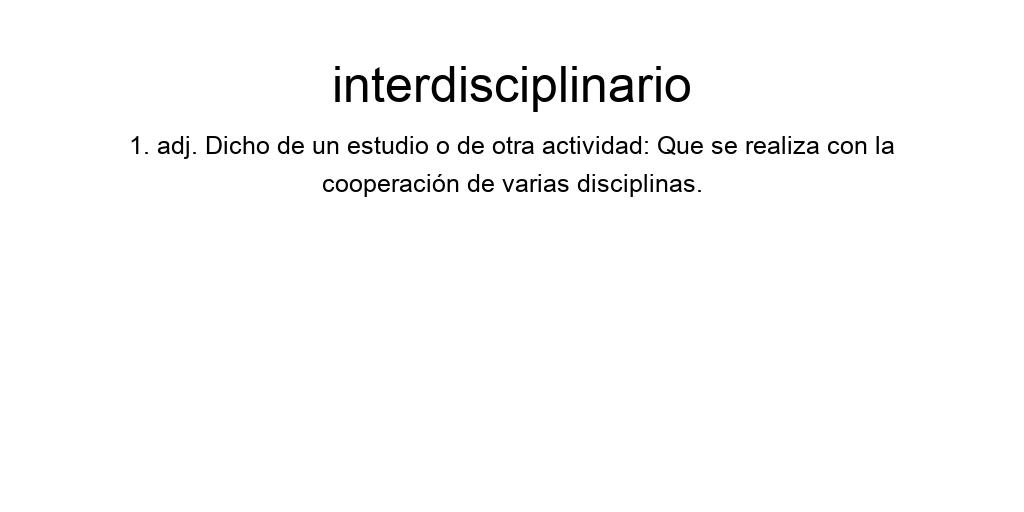 interdisciplinario
1. adj. Dicho de un estudio o de otra actividad: Que se realiza con la
cooperación de varias disciplinas.